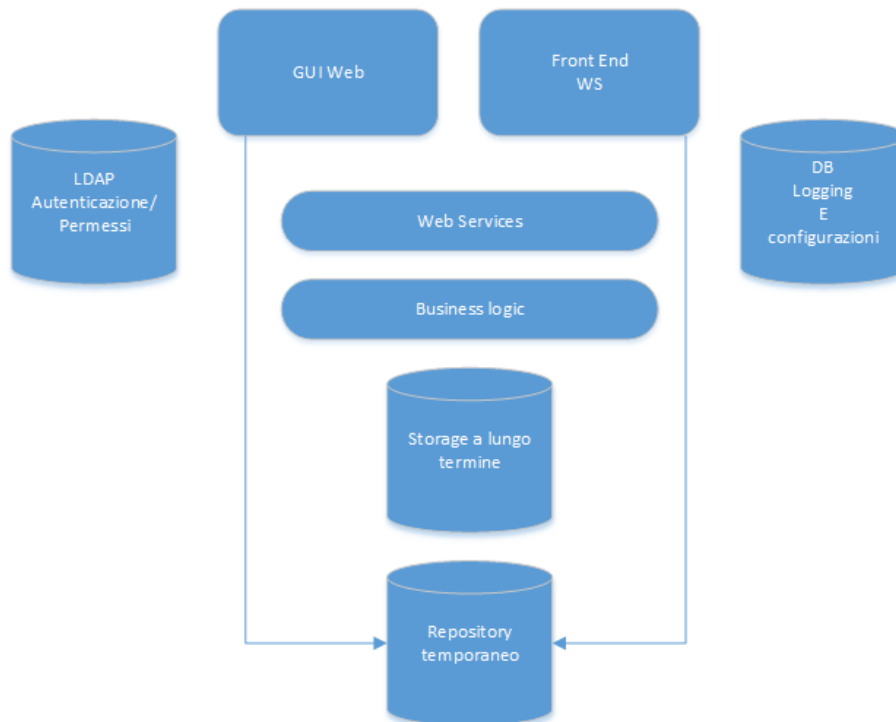 GUI Web
Front End
WS
LDAP
Autenticazione/
Permessi
DB
Logging
E
configurazioni
Web Services
Business logic
Storage a lungo
termine
Repository
temporaneo